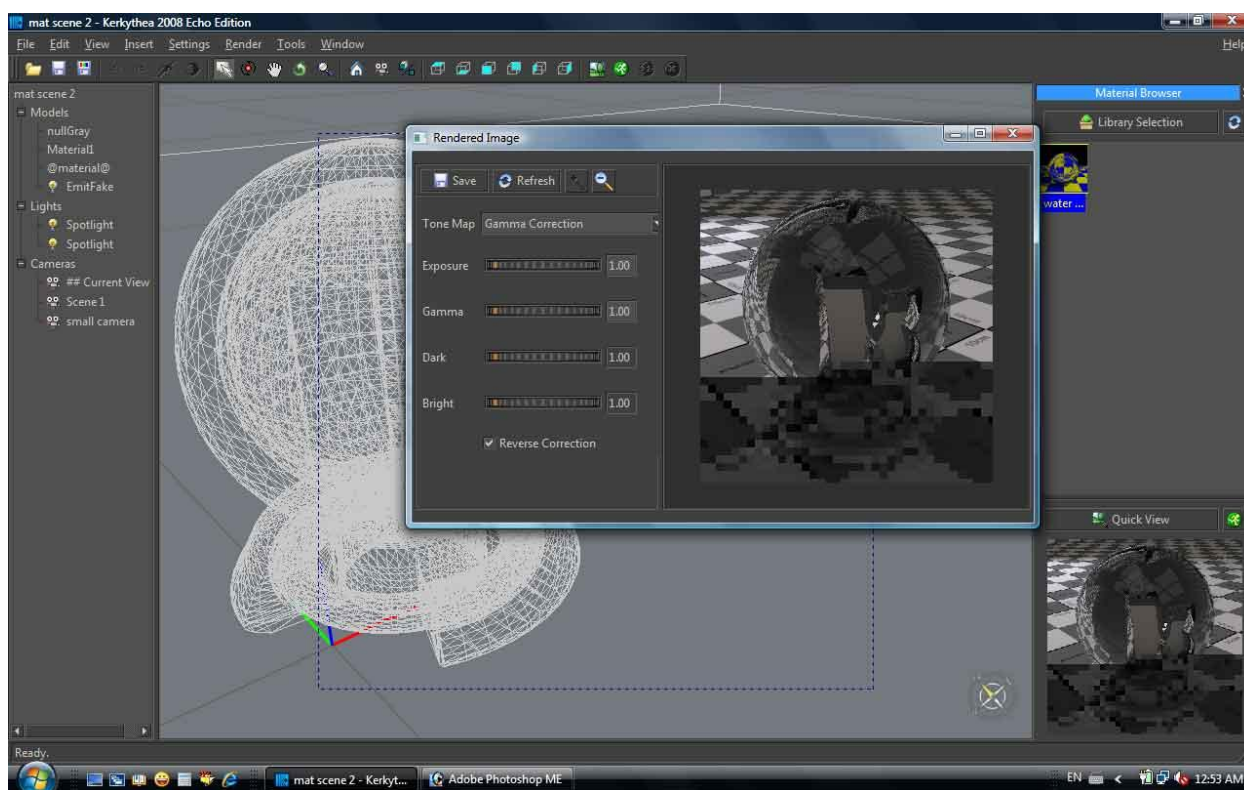 mat scene 2 - Kerkythea 2008 Echo Edition
File Edit View Insert Settings Render Tools Window Help
mat scene 2
Models
nullGray
Material1
@material@
EmitFake
Lights
Spotlight
Spotlight
Cameras
## Current View
Scene 1
small camera
Rendered Image
Save Refresh
Tone Map Gamma Correction
Exposure 1.00
Gamma 1.00
Dark 1.00
Bright 1.00
Reverse Correction
Material Browser
Library Selection
water ...
Quick View
Ready.
mat scene 2 - Kerkyt... Adobe Photoshop ME EN 12:53 AM